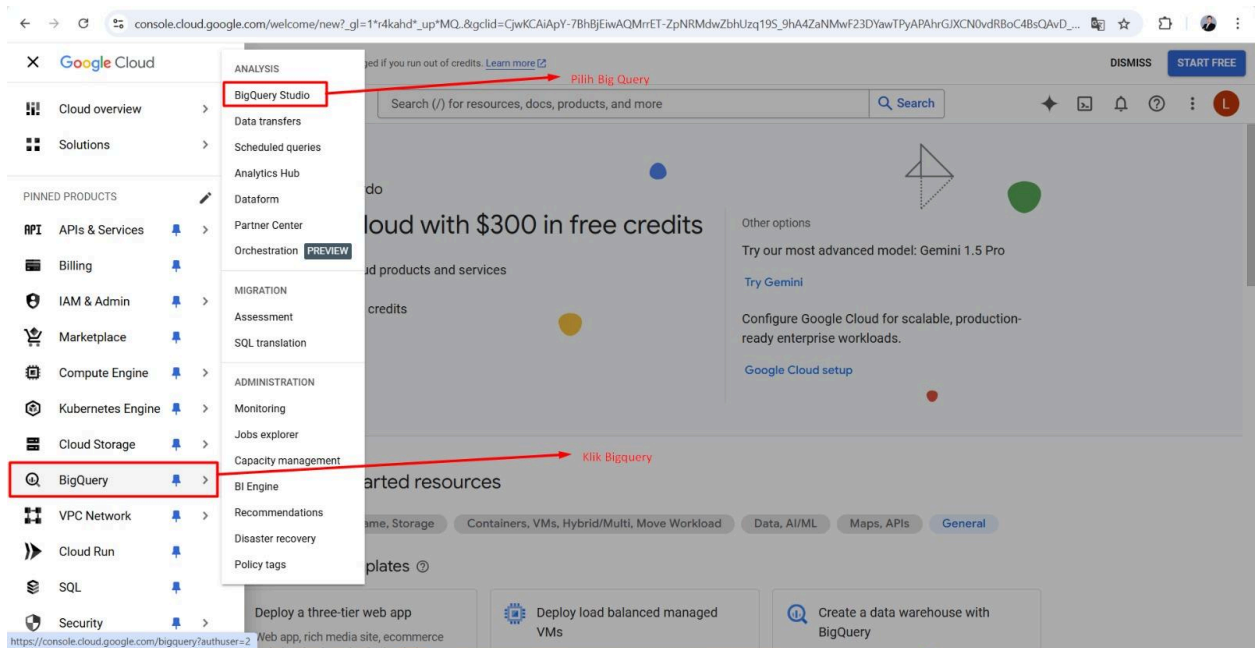 console.cloud.google.com/welcome/new?_gl=1*r4kahd*_up*MQ..&gclid=CjwKCAiApY-7BhBjEiwAQMrrET-ZpNRMdwZbhUzq19S_9hA4ZaNMwF23DYawTPyAPAhrGJXCN0vdRBoC4BsQAvD_...
Google Cloud
Cloud overview
Solutions
PINNED PRODUCTS
API APIs & Services
Billing
IAM & Admin
Marketplace
Compute Engine
Kubernetes Engine
Cloud Storage
BigQuery
VPC Network
Cloud Run
SQL
Security
https://console.cloud.google.com/bigquery?authuser=2
ANALYSIS
BigQuery Studio
Data transfers
Scheduled queries
Analytics Hub
Dataform
Partner Center
Orchestration PREVIEW
MIGRATION
Assessment
SQL translation
ADMINISTRATION
Monitoring
Jobs explorer
Capacity management
BI Engine
Recommendations
Disaster recovery
Policy tags
if you run out of credits. Learn more
DISMISS
START FREE
Pilih Big Query
Search (/) for resources, docs, products, and more
Search
L
with $300 in free credits
products and services
credits
Other options
Try our most advanced model: Gemini 1.5 Pro
Try Gemini
Configure Google Cloud for scalable, production-
ready enterprise workloads.
Google Cloud setup
Klik Bigquery
resources
Storage
Containers, VMs, Hybrid/Multi, Move Workload
Data, AI/ML
Maps, APIs
General
Deploy a three-tier web app
Web app, rich media site, ecommerce
Deploy load balanced managed
VMs
Create a data warehouse with
BigQuery